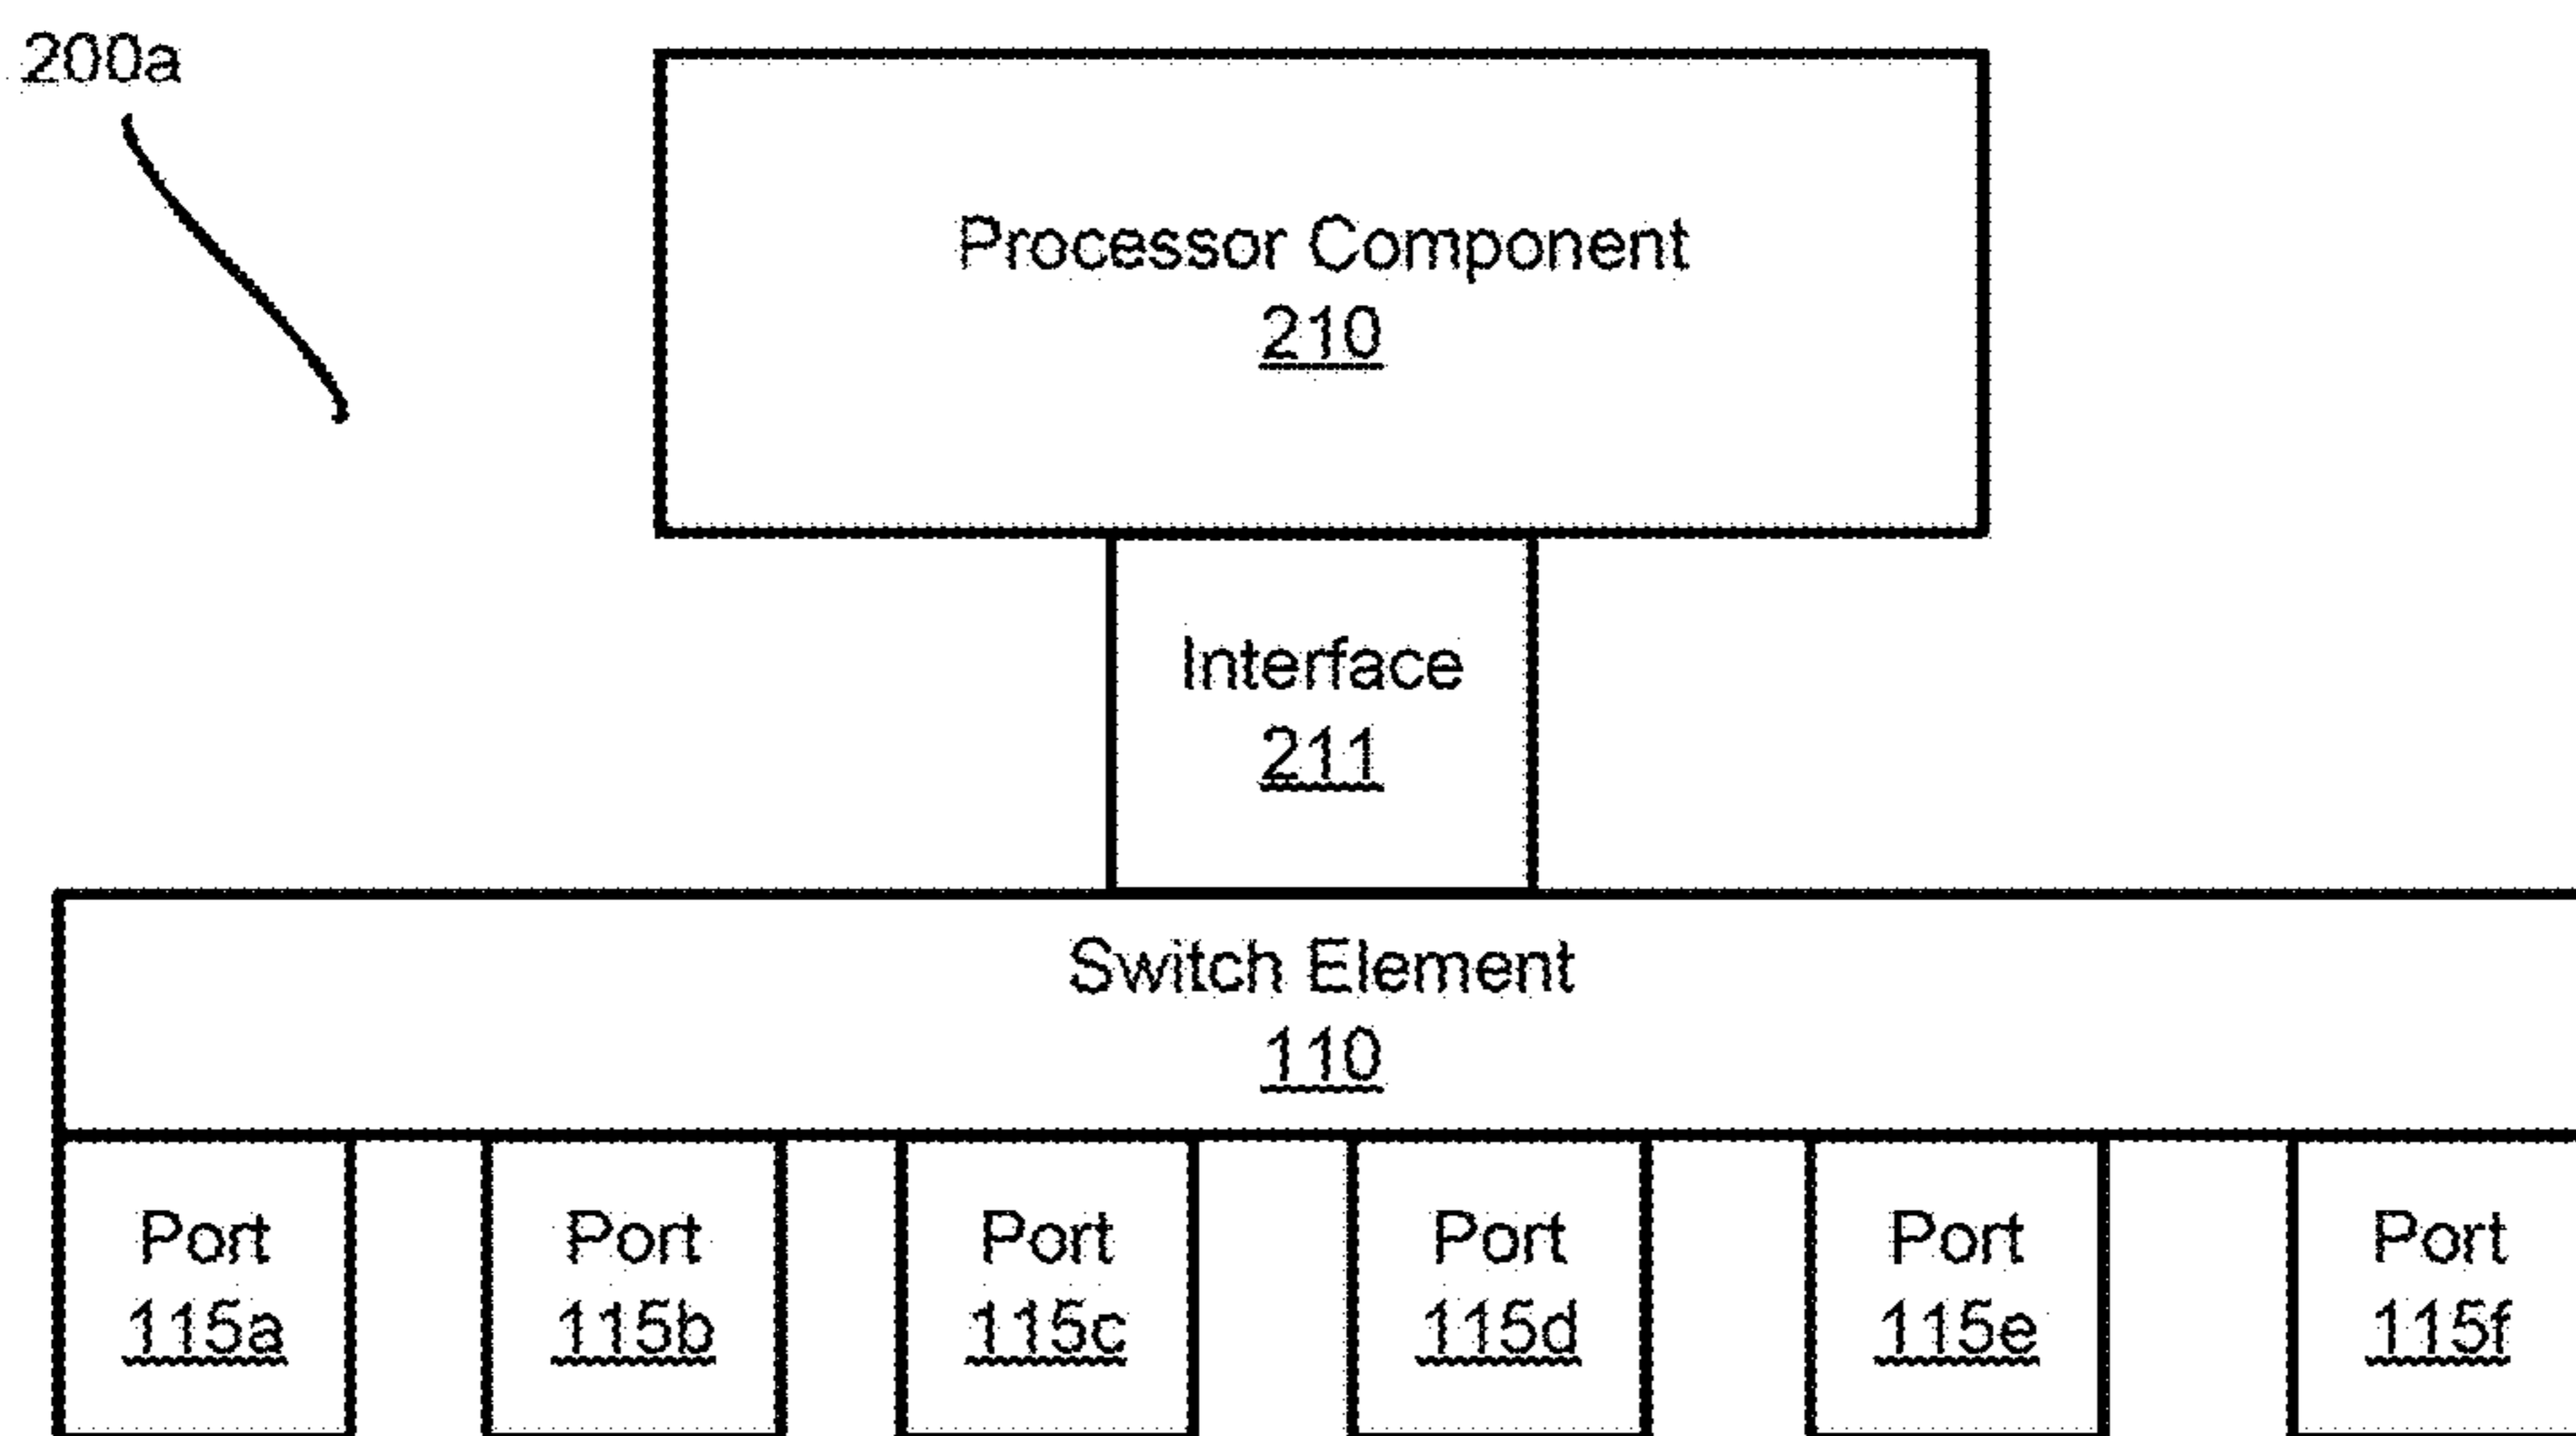 200a
Processor Component
210
Interface
211
Switch Element
110
Port
115a
Port
115b
Port
115c
Port
115d
Port
115e
Port
115f